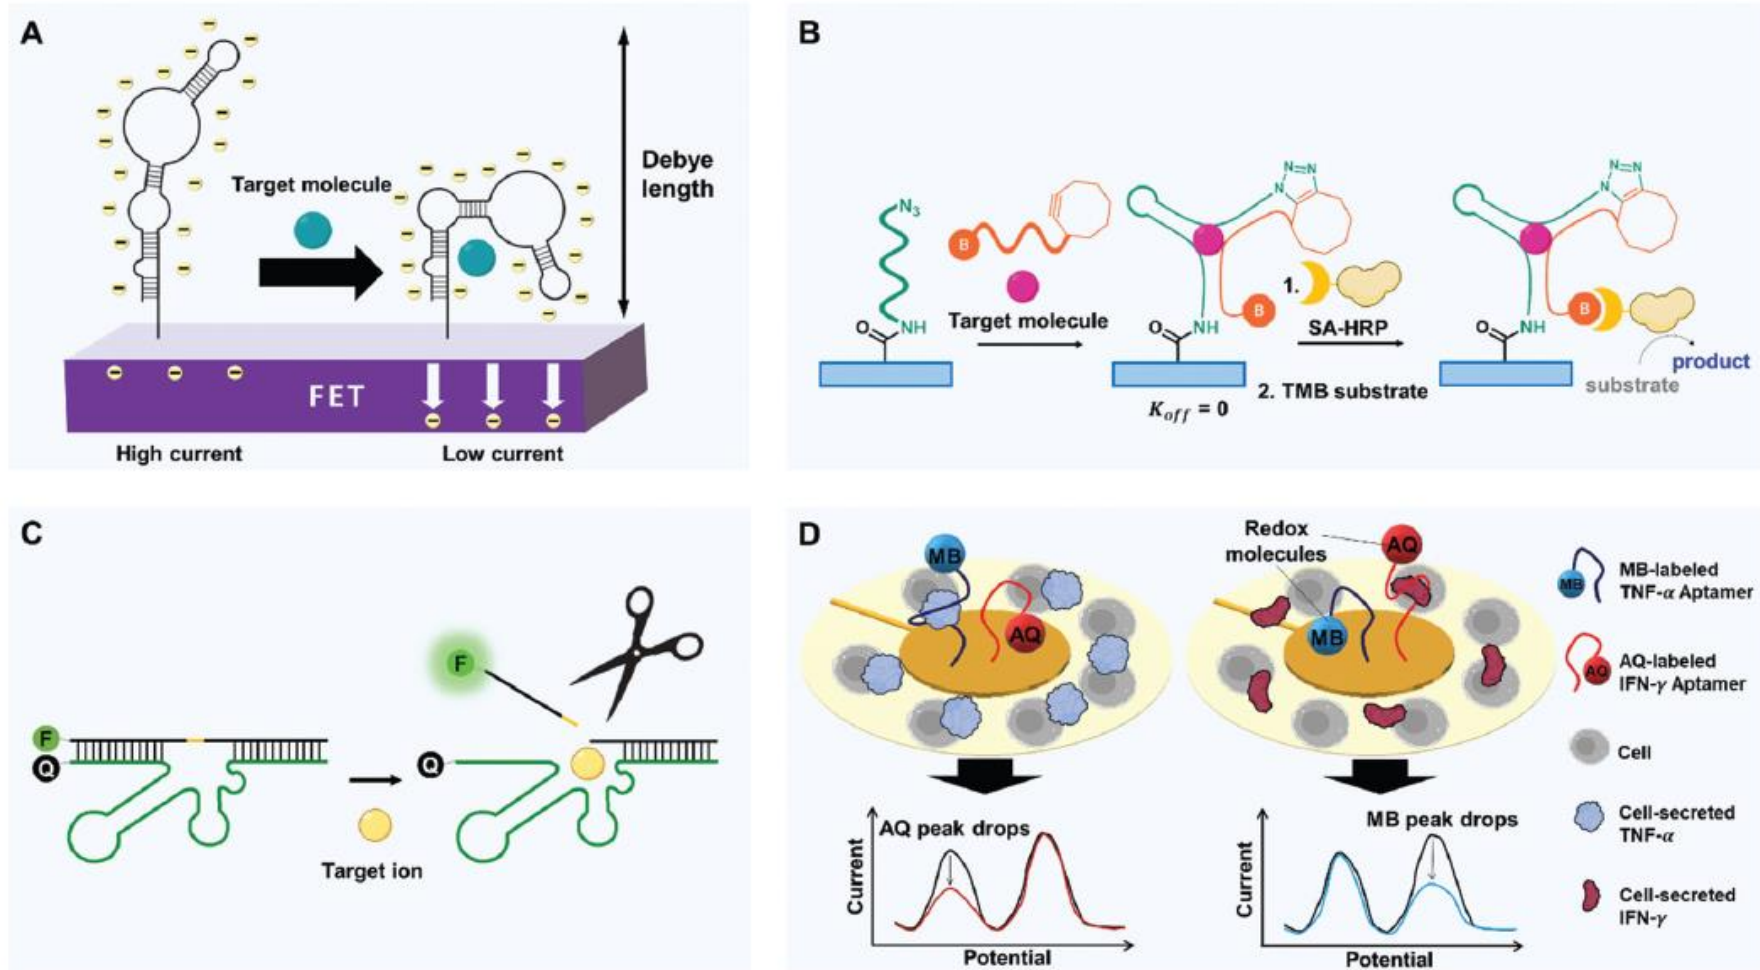 A
Target molecule
Debye
length
FET
High current
Low current
B
N3
B
O
NH
Target molecule
N
N
N
B
O
NH
Koff = 0
1.
SA-HRP
2. TMB substrate
N
N
N
B
O
NH
substrate
product
C
F
Q
Target ion
F
Q
D
MB
AQ
Redox
molecules
AQ
MB
MB
MB-labeled
TNF-α Aptamer
AQ
AQ-labeled
IFN-γ Aptamer
Cell
Cell-secreted
TNF-α
Cell-secreted
IFN-γ
AQ peak drops
Current
Potential
MB peak drops
Current
Potential